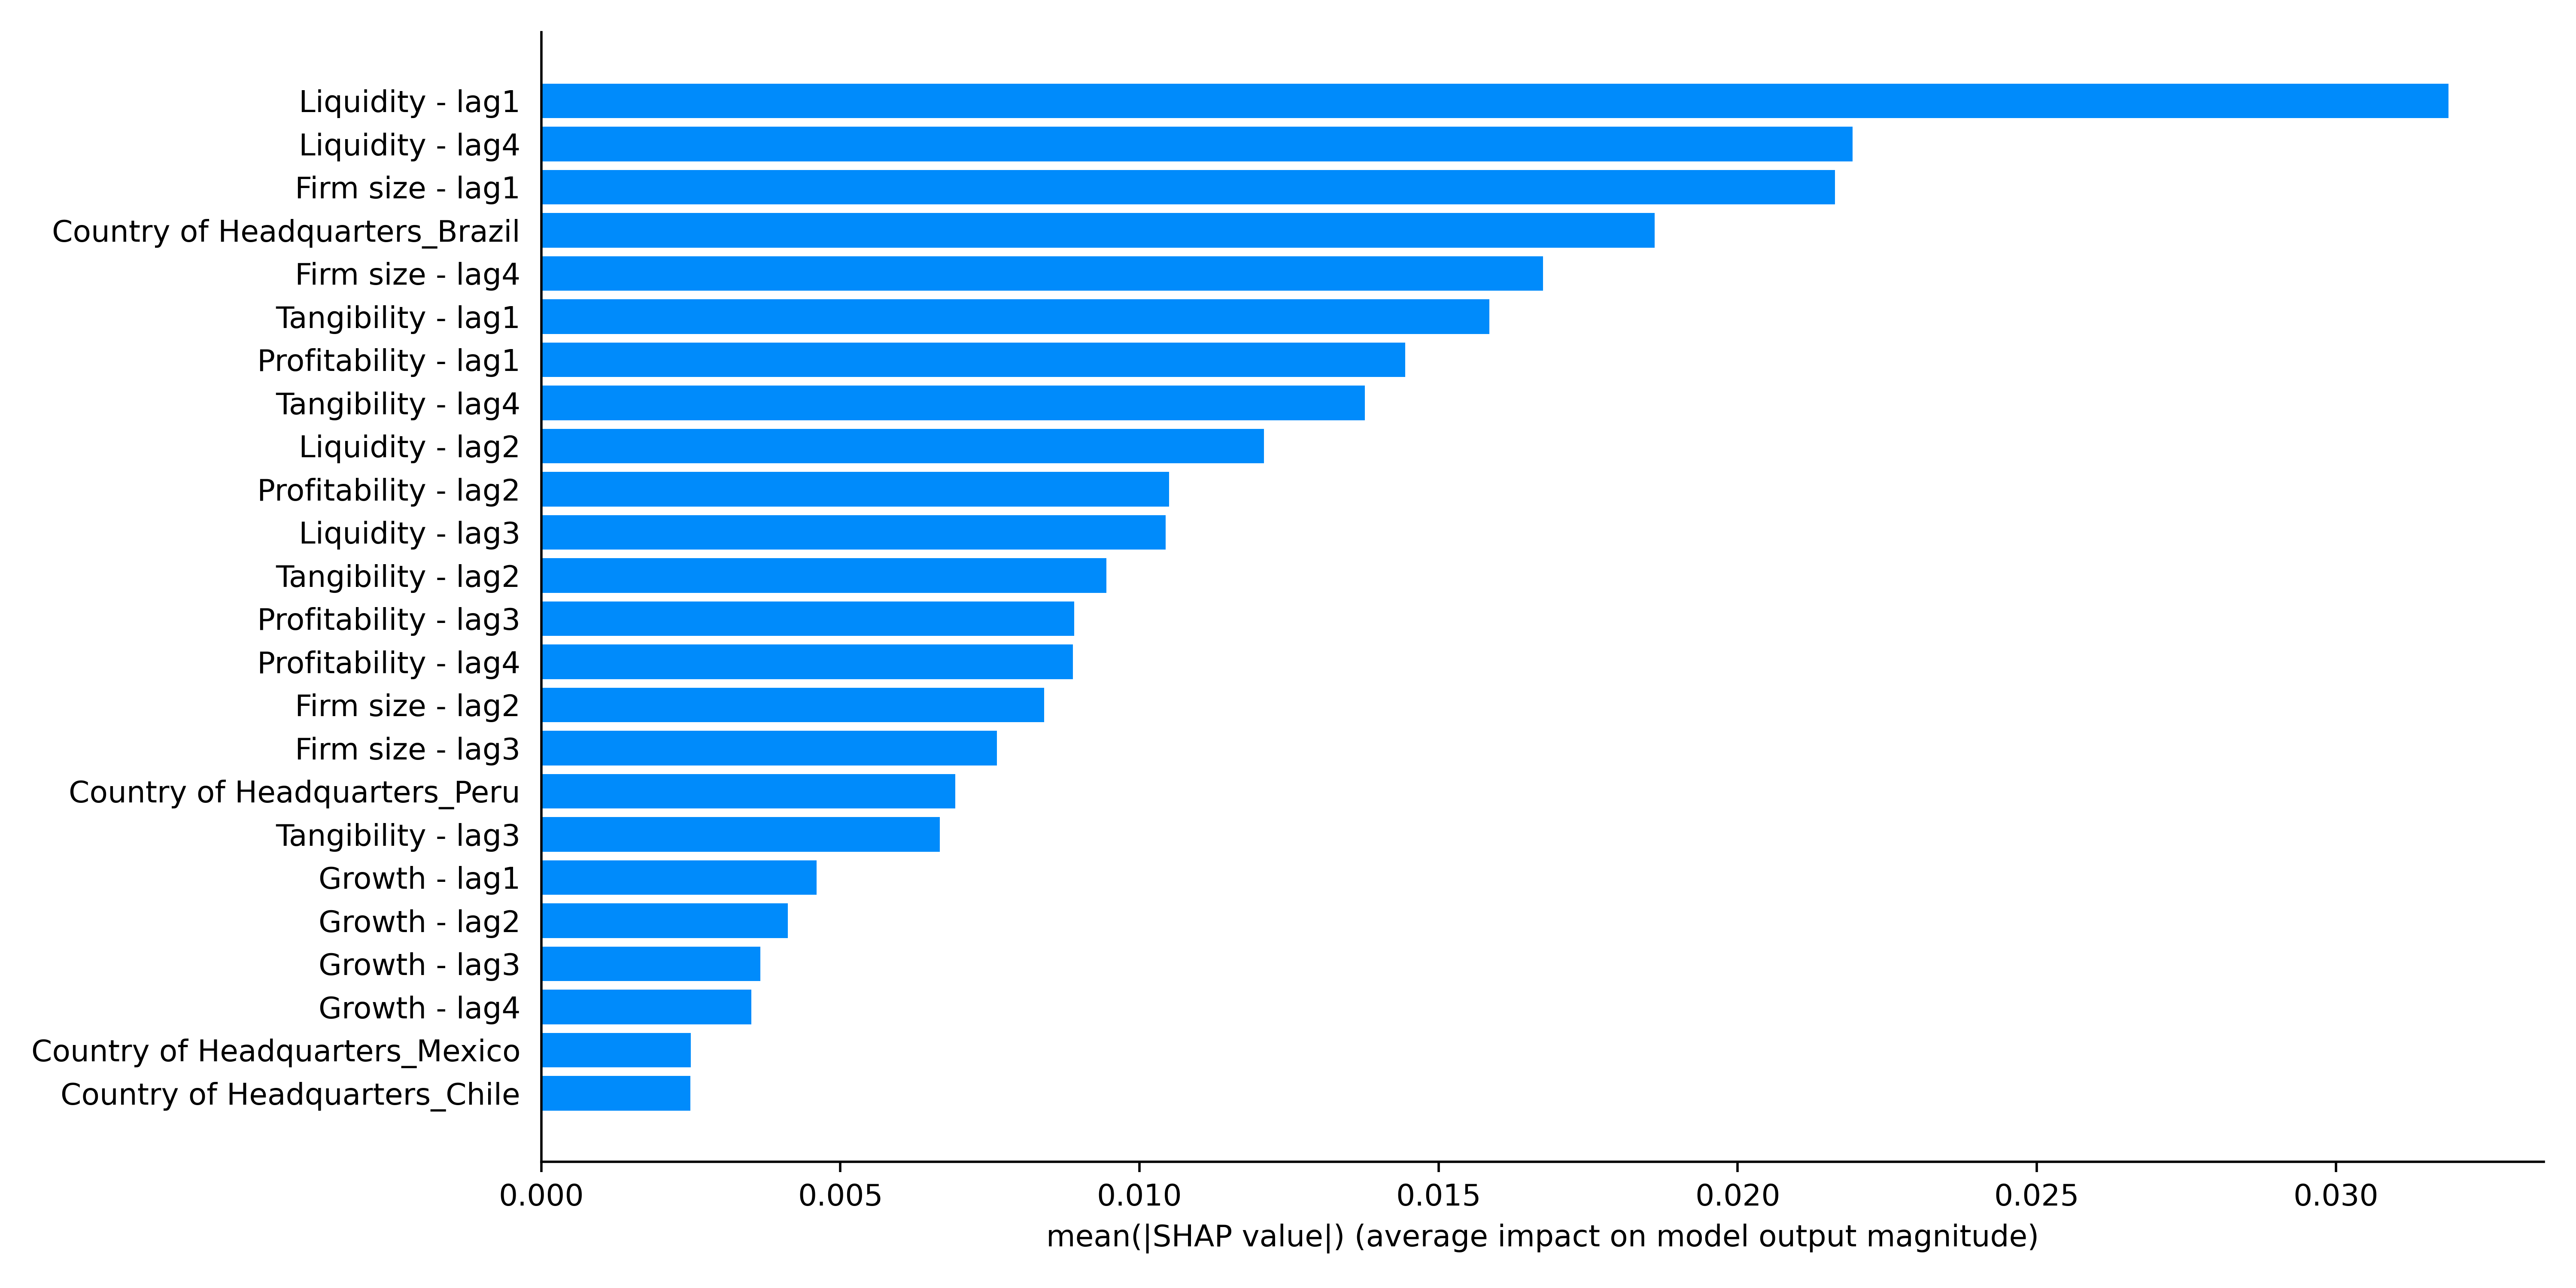 Liquidity - lag1
Liquidity - lag4
Firm size - lag1
Country of Headquarters_Brazil
Firm size - lag4
Tangibility - lag1
Profitability - lag1
Tangibility - lag4
Liquidity - lag2
Profitability - lag2
Liquidity - lag3
Tangibility - lag2
Profitability - lag3
Profitability - lag4
Firm size - lag2
Firm size - lag3
Country of Headquarters_Peru
Tangibility - lag3
Growth - lag1
Growth - lag2
Growth - lag3
Growth - lag4
Country of Headquarters_Mexico
Country of Headquarters_Chile
0.000 0.005 0.010 0.015 0.020 0.025 0.030
mean(|SHAP value|) (average impact on model output magnitude)